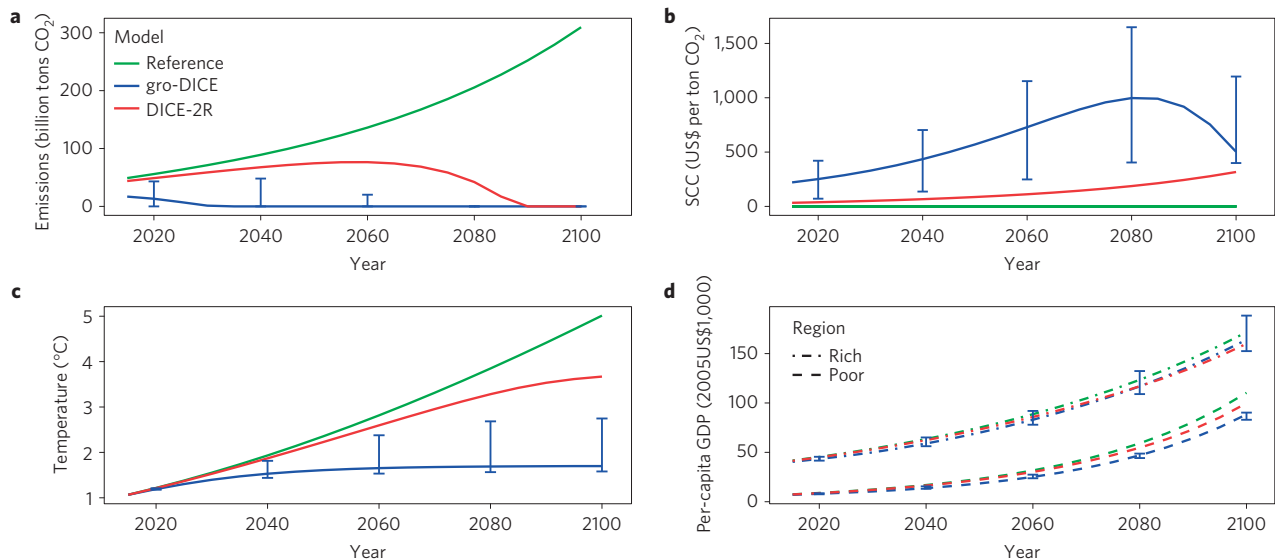 a
Emissions (billion tons CO₂)
300
200
100
0
Model
Reference
gro-DICE
DICE-2R
2020 2040 2060 2080 2100
Year
b
SCC (US$ per ton CO₂)
1,500
1,000
500
0
2020 2040 2060 2080 2100
Year
c
Temperature (°C)
5
4
3
2
1
2020 2040 2060 2080 2100
Year
d
Per-capita GDP (2005US$1,000)
150
100
50
0
Region
Rich
Poor
2020 2040 2060 2080 2100
Year